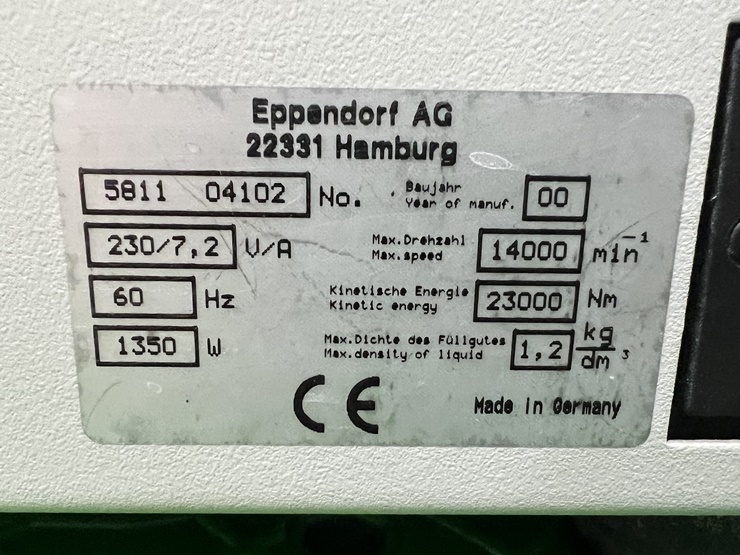 Eppendorf AG
22331 Hamburg
5811 04102 No.
Baujahr
Year of manuf. 00
230/7,2 V/A
Max.Drehzahl
Max.speed 14000 min⁻¹
60 Hz
Kinetische Energie
Kinetic energy 23000 Nm
1350 W
Max.Dichte des Füllgutes
Max.density of liquid 1,2 kg/dm³
CE
Made in Germany